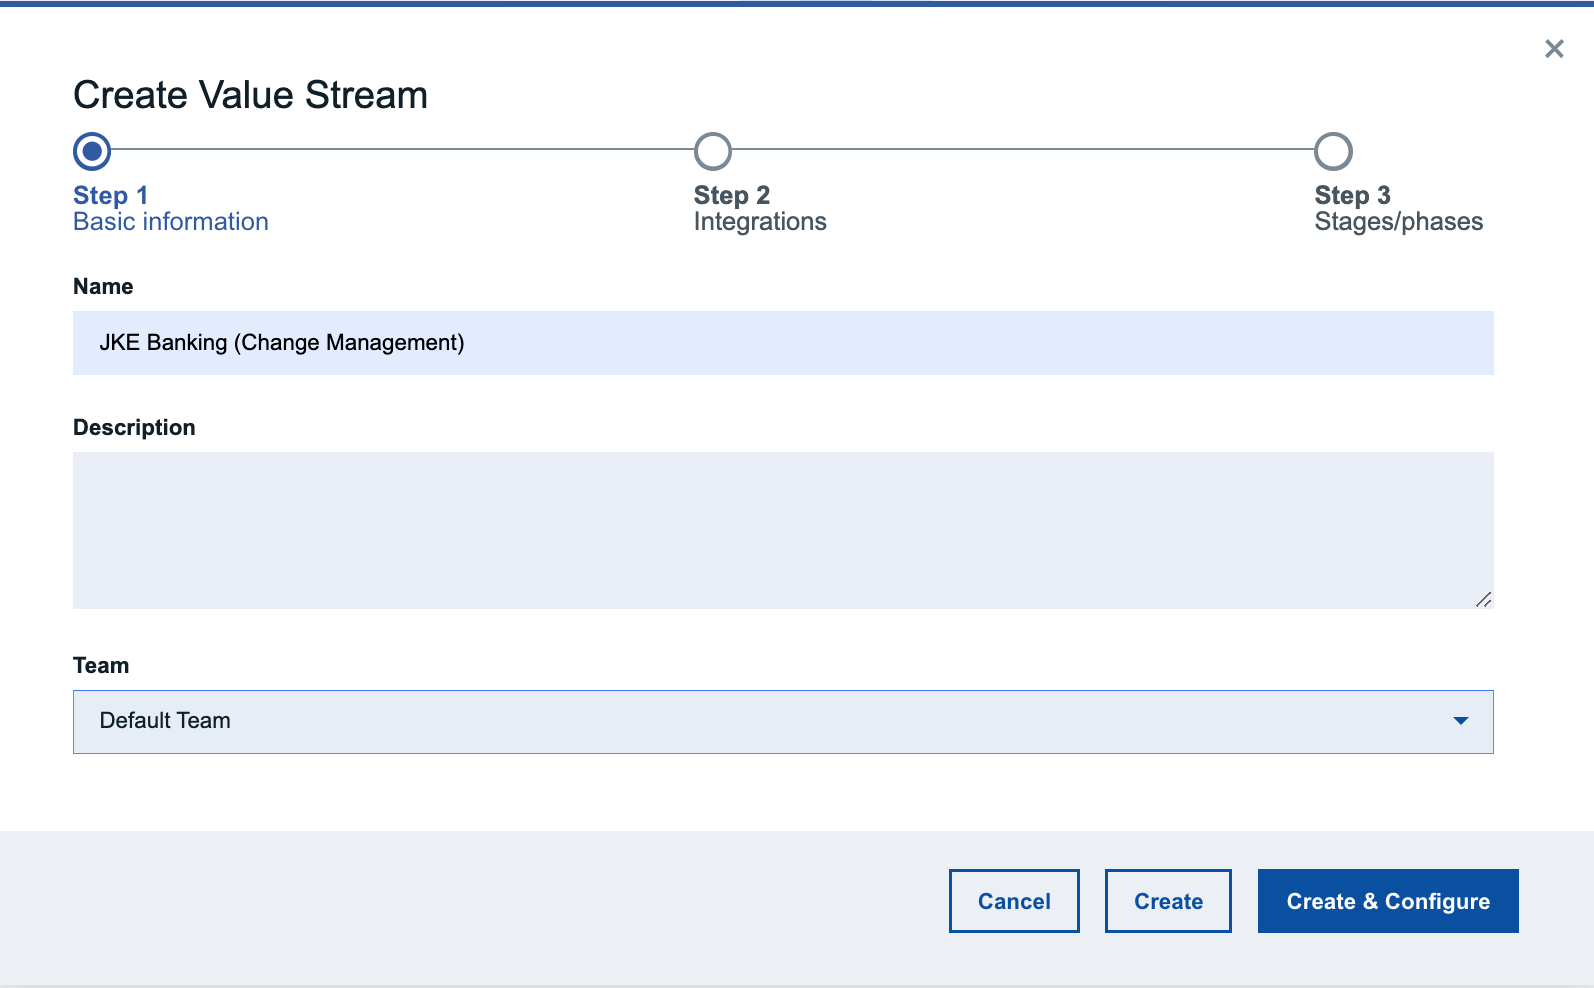 Create Value Stream
Step 1
Basic information
Step 2
Integrations
Step 3
Stages/phases
Name
JKE Banking (Change Management)
Description
Team
Default Team
Cancel
Create
Create & Configure